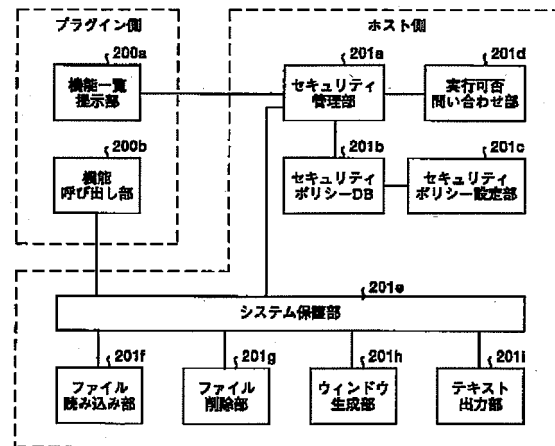 プラグイン側
ホスト側
200a
機能一覧
提示部
201a
セキュリティ
管理部
201d
実行可否
問い合わせ部
200b
機能
呼び出し部
201b
セキュリティ
ポリシーDB
201c
セキュリティ
ポリシー設定部
201e
システム保護部
201f
ファイル
読み込み部
201g
ファイル
削除部
201h
ウィンドウ
生成部
201i
テキスト
出力部